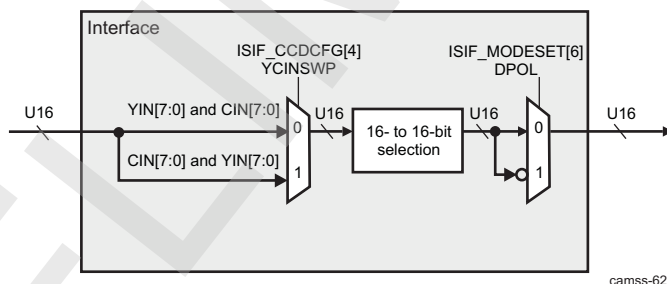 Interface
ISIF_CCDCFG[4]
YCINSWP
ISIF_MODESET[6]
DPOL
U16
YIN[7:0] and CIN[7:0]
0
U16
16- to 16-bit
selection
U16
0
U16
CIN[7:0] and YIN[7:0]
1
1
camss-62